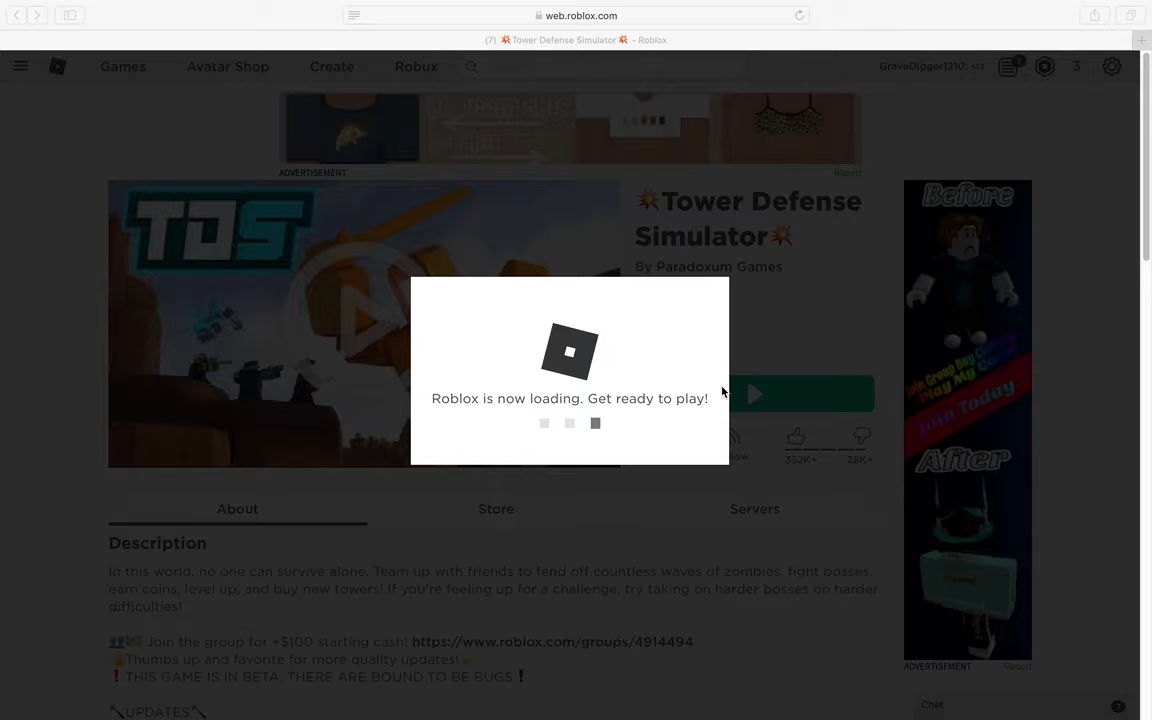 web.roblox.com
(7) 💥Tower Defense Simulator💥 - Roblox
Games
Avatar Shop
Create
Robux
GraveDigger1210: <13
3
3
ADVERTISEMENT
Report
TDS
💥Tower Defense
Simulator💥
By Paradoxum Games
Before
Join Today
After
Roblox is now loading. Get ready to play!
352K+
28K+
About
Store
Servers
Description
In this world, no one can survive alone. Team up with friends to fend off countless waves of zombies, fight bosses,
earn coins, level up, and buy new towers! If you're feeling up for a challenge, try taking on harder bosses on harder
difficulties!
Join the group for +$100 starting cash! https://www.roblox.com/groups/4914494
Thumbs up and favorite for more quality updates!
❗THIS GAME IS IN BETA, THERE ARE BOUND TO BE BUGS❗
🔨UPDATES🔨
ADVERTISEMENT
Report
Chat